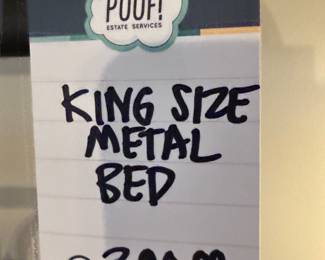 POOF!
ESTATE SERVICES
KING SIZE
METAL
BED